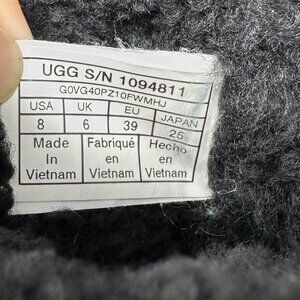 UGG S/N 1094811
G0VG40PZ10FWMHJ
USA UK EU JAPAN
8 6 39 25
Made Fabriqué Hecho
In en en
Vietnam Vietnam Vietnam